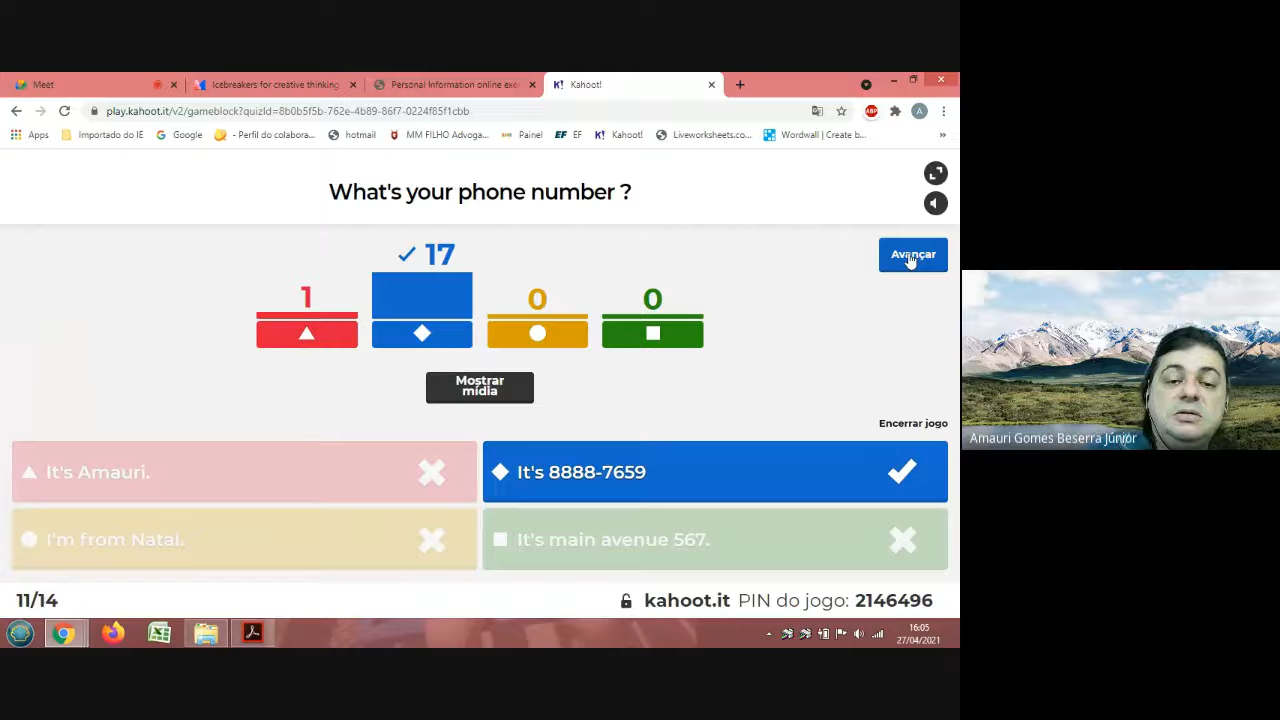 Meet
Icebreakers for creative thinking
Personal Information online exe
K! Kahoot!
play.kahoot.it/v2/gameblock?quizId=8b0b5f5b-762e-4b89-86f7-0224f85f1cbb
ABP
A
Apps
Importado do IE
Google
- Perfil do colabora...
hotmail
MM FILHO Advoga...
Painel
EF EF
K! Kahoot!
Liveworksheets.co...
Wordwall | Create b...
»
What's your phone number ?
Avançar
1
17
0
0
Mostrar
mídia
Encerrar jogo
It's Amauri.
It's 8888-7659
I'm from Natal.
It's main avenue 567.
11/14
kahoot.it PIN do jogo: 2146496
16:05
27/04/2021
Amauri Gomes Beserra Júnior